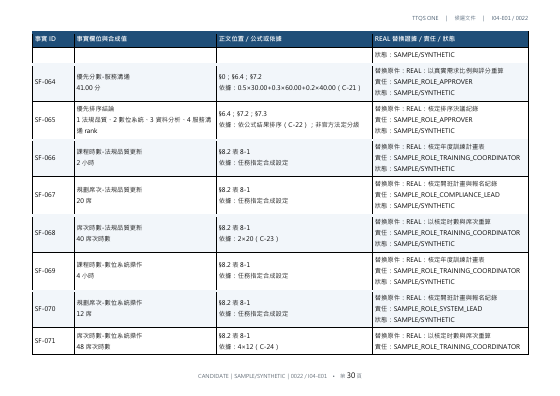 TTQS ONE | 掃鏈文件 | I04-E01 / 0022
事實 ID 事實欄位與合成值 正文位置 / 公式或依據 REAL 替換證據 / 責任 / 狀態
狀態：SAMPLE/SYNTHETIC
SF-064
優先分數-服務溝通
41.00 分
§0；§6.4；§7.2
依據：0.5×30.00+0.3×60.00+0.2×40.00（C-21）
替換原件：REAL：以真實需求比例與評分重算
責任：SAMPLE_ROLE_APPROVER
狀態：SAMPLE/SYNTHETIC
SF-065
優先排序結論
1 法規品質、2 數位系統、3 資料分析、4 服務溝
通 rank
§6.4；§7.2；§7.3
依據：依公式結果排序（C-22）；非官方法定分級
替換原件：REAL：核定排序決議紀錄
責任：SAMPLE_ROLE_APPROVER
狀態：SAMPLE/SYNTHETIC
SF-066
課程時數-法規品質更新
2 小時
§8.2 表 8-1
依據：任務指定合成設定
替換原件：REAL：核定年度訓練計畫表
責任：SAMPLE_ROLE_TRAINING_COORDINATOR
狀態：SAMPLE/SYNTHETIC
SF-067
規劃席次-法規品質更新
20 席
§8.2 表 8-1
依據：任務指定合成設定
替換原件：REAL：核定開班計畫與報名紀錄
責任：SAMPLE_ROLE_COMPLIANCE_LEAD
狀態：SAMPLE/SYNTHETIC
SF-068
席次時數-法規品質更新
40 席次時數
§8.2 表 8-1
依據：2×20（C-23）
替換原件：REAL：以核定時數與席次重算
責任：SAMPLE_ROLE_TRAINING_COORDINATOR
狀態：SAMPLE/SYNTHETIC
SF-069
課程時數-數位系統操作
4 小時
§8.2 表 8-1
依據：任務指定合成設定
替換原件：REAL：核定年度訓練計畫表
責任：SAMPLE_ROLE_TRAINING_COORDINATOR
狀態：SAMPLE/SYNTHETIC
SF-070
規劃席次-數位系統操作
12 席
§8.2 表 8-1
依據：任務指定合成設定
替換原件：REAL：核定開班計畫與報名紀錄
責任：SAMPLE_ROLE_SYSTEM_LEAD
狀態：SAMPLE/SYNTHETIC
SF-071
席次時數-數位系統操作
48 席次時數
§8.2 表 8-1
依據：4×12（C-24）
替換原件：REAL：以核定時數與席次重算
責任：SAMPLE_ROLE_TRAINING_COORDINATOR
CANDIDATE | SAMPLE/SYNTHETIC | 0022 / I04-E01 • 第 30 頁